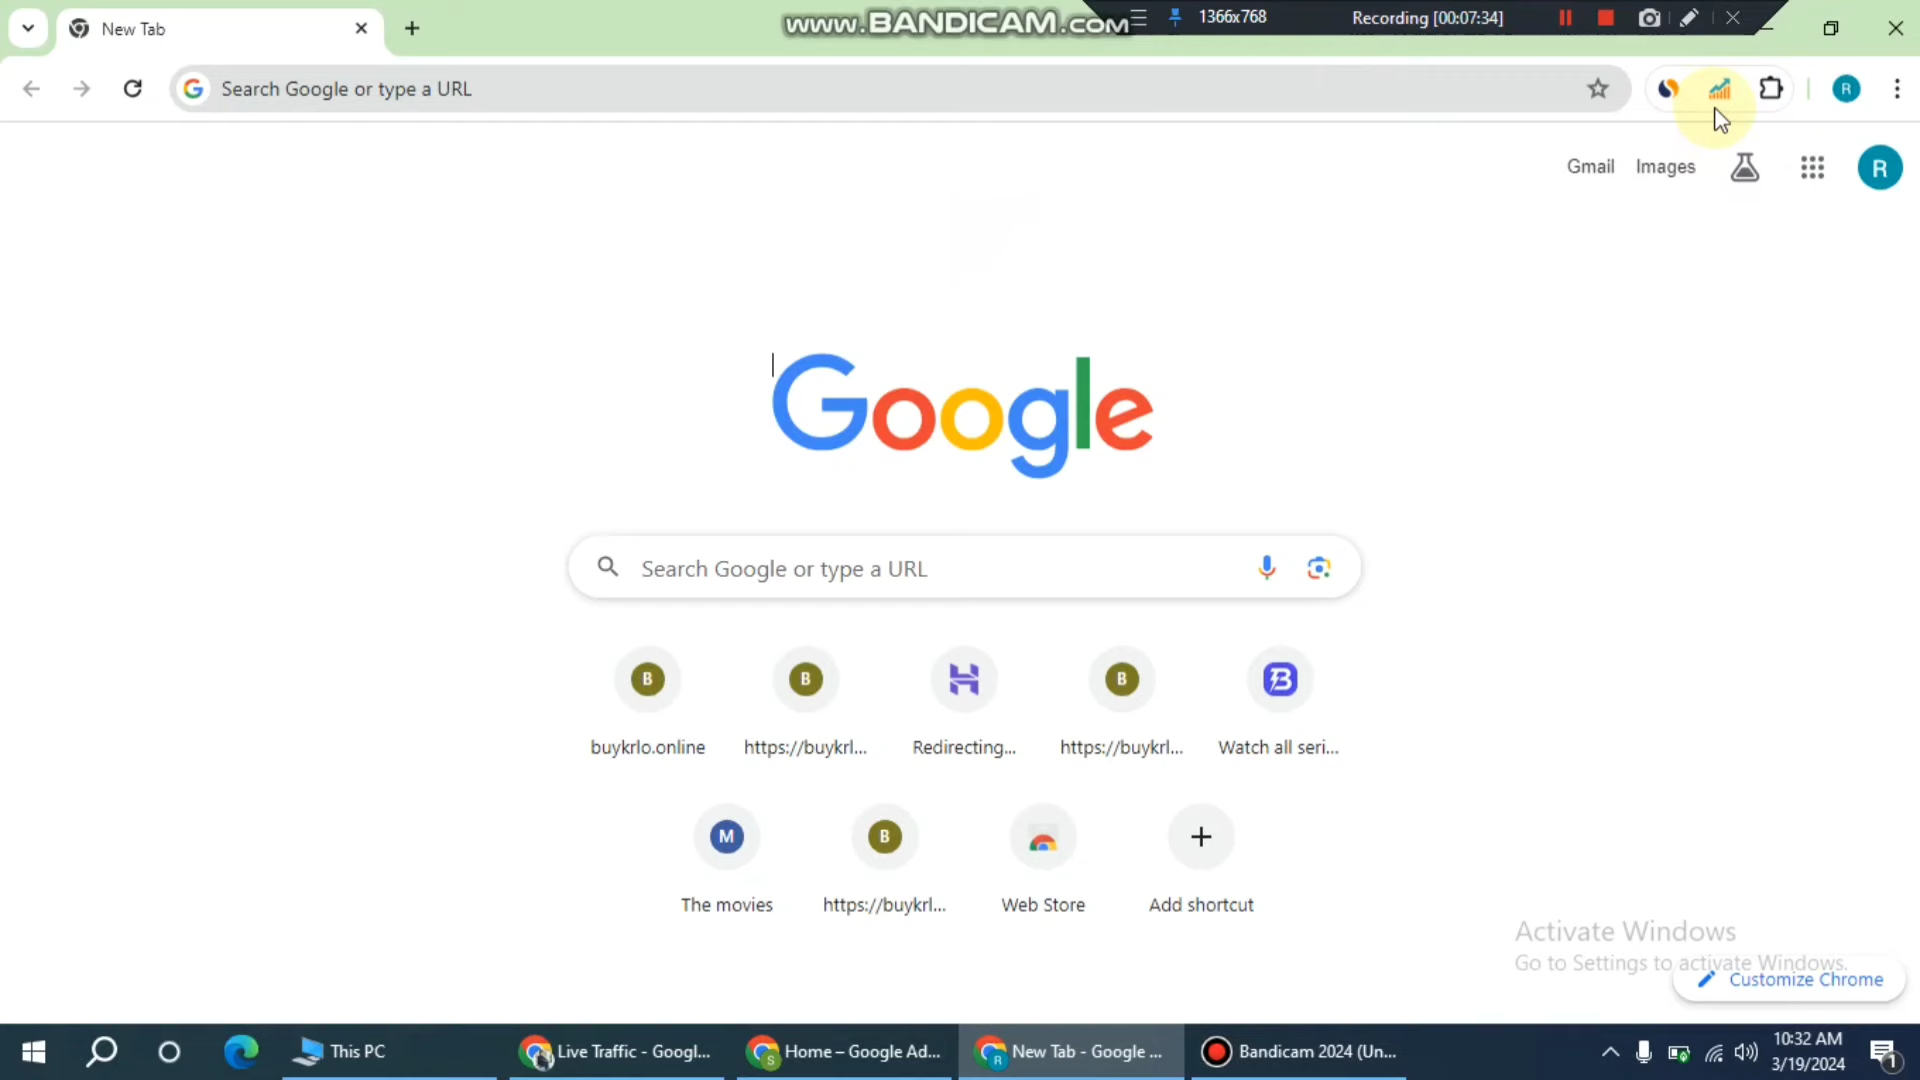 New Tab
www.BANDICAM.com
1366x768
Recording [00:07:34]
Search Google or type a URL
R
Gmail
Images
R
Google
Search Google or type a URL
B
B
B
buykrlo.online
https://buykrl...
Redirecting...
https://buykrl...
Watch all seri...
M
B
The movies
https://buykrl...
Web Store
Add shortcut
Activate Windows
Go to Settings to activate Windows.
Customize Chrome
This PC
Live Traffic - Googl...
Home – Google Ad...
New Tab - Google ...
Bandicam 2024 (Un...
10:32 AM
3/19/2024
1